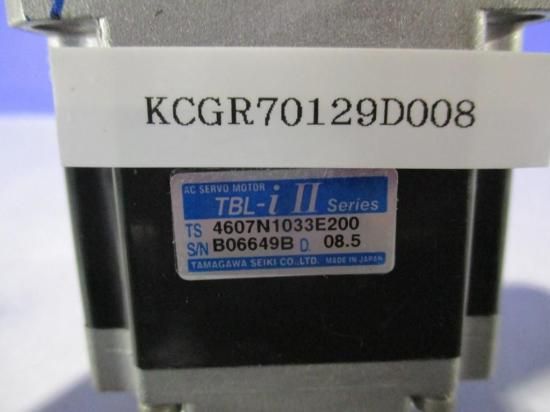 KCGR70129D008
AC SERVO MOTOR
TBL-i II Series
TS 4607N1033E200
S/N B06649B D. 08.5
TAMAGAWA SEIKI CO.,LTD. MADE IN JAPAN